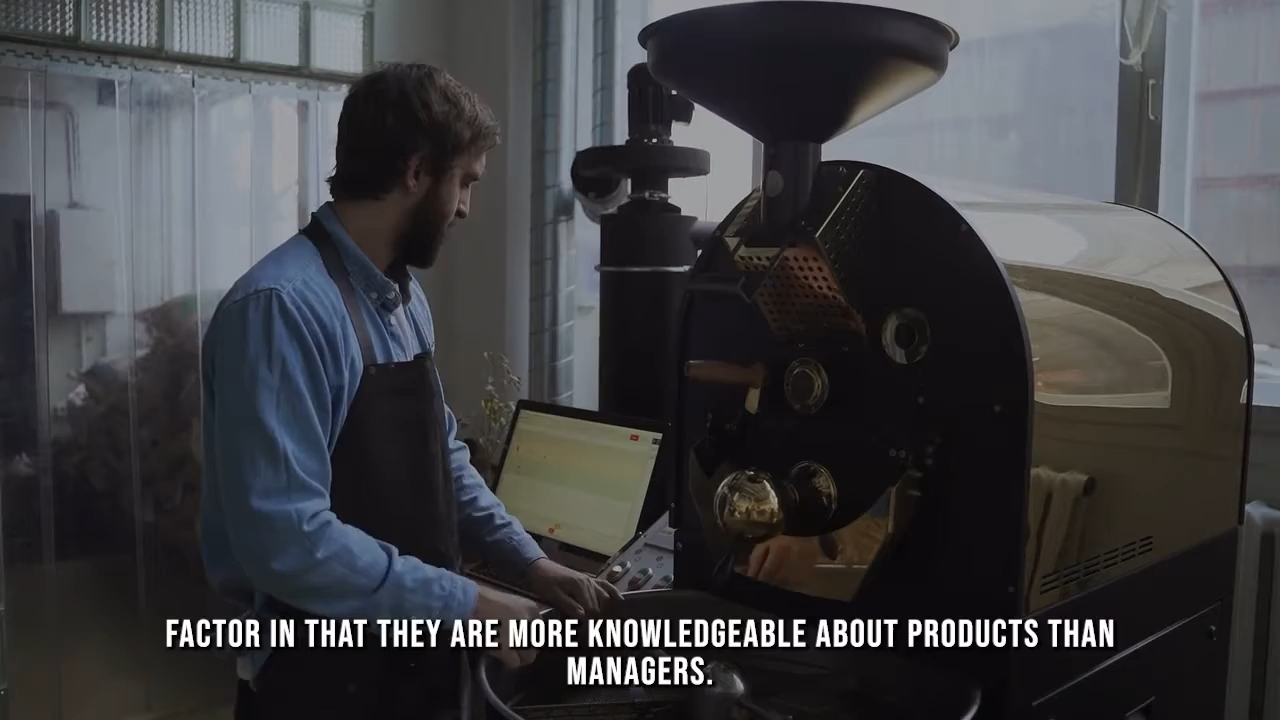 FACTOR IN THAT THEY ARE MORE KNOWLEDGEABLE ABOUT PRODUCTS THAN
MANAGERS.